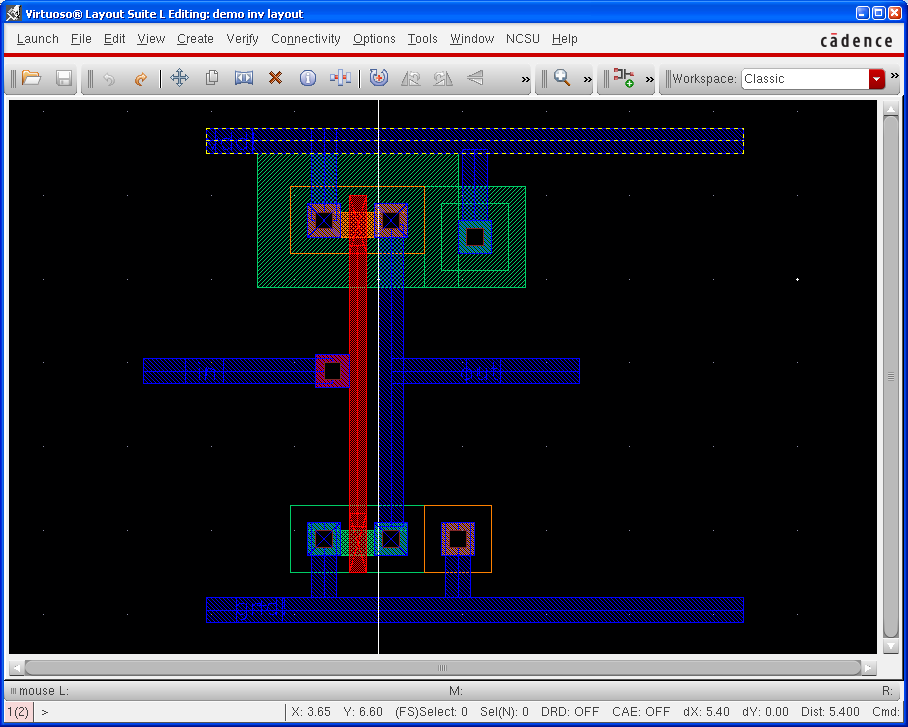 Virtuoso® Layout Suite L Editing: demo inv layout
Launch File Edit View Create Verify Connectivity Options Tools Window NCSU Help
cādence
» » » Workspace: Classic »
vdd!
in out
gnd!
mouse L: M: R:
1(2) > X: 3.65 Y: 6.60 (FS)Select: 0 Sel(N): 0 DRD: OFF CAE: OFF dX: 5.40 dY: 0.00 Dist: 5.400 Cmd: